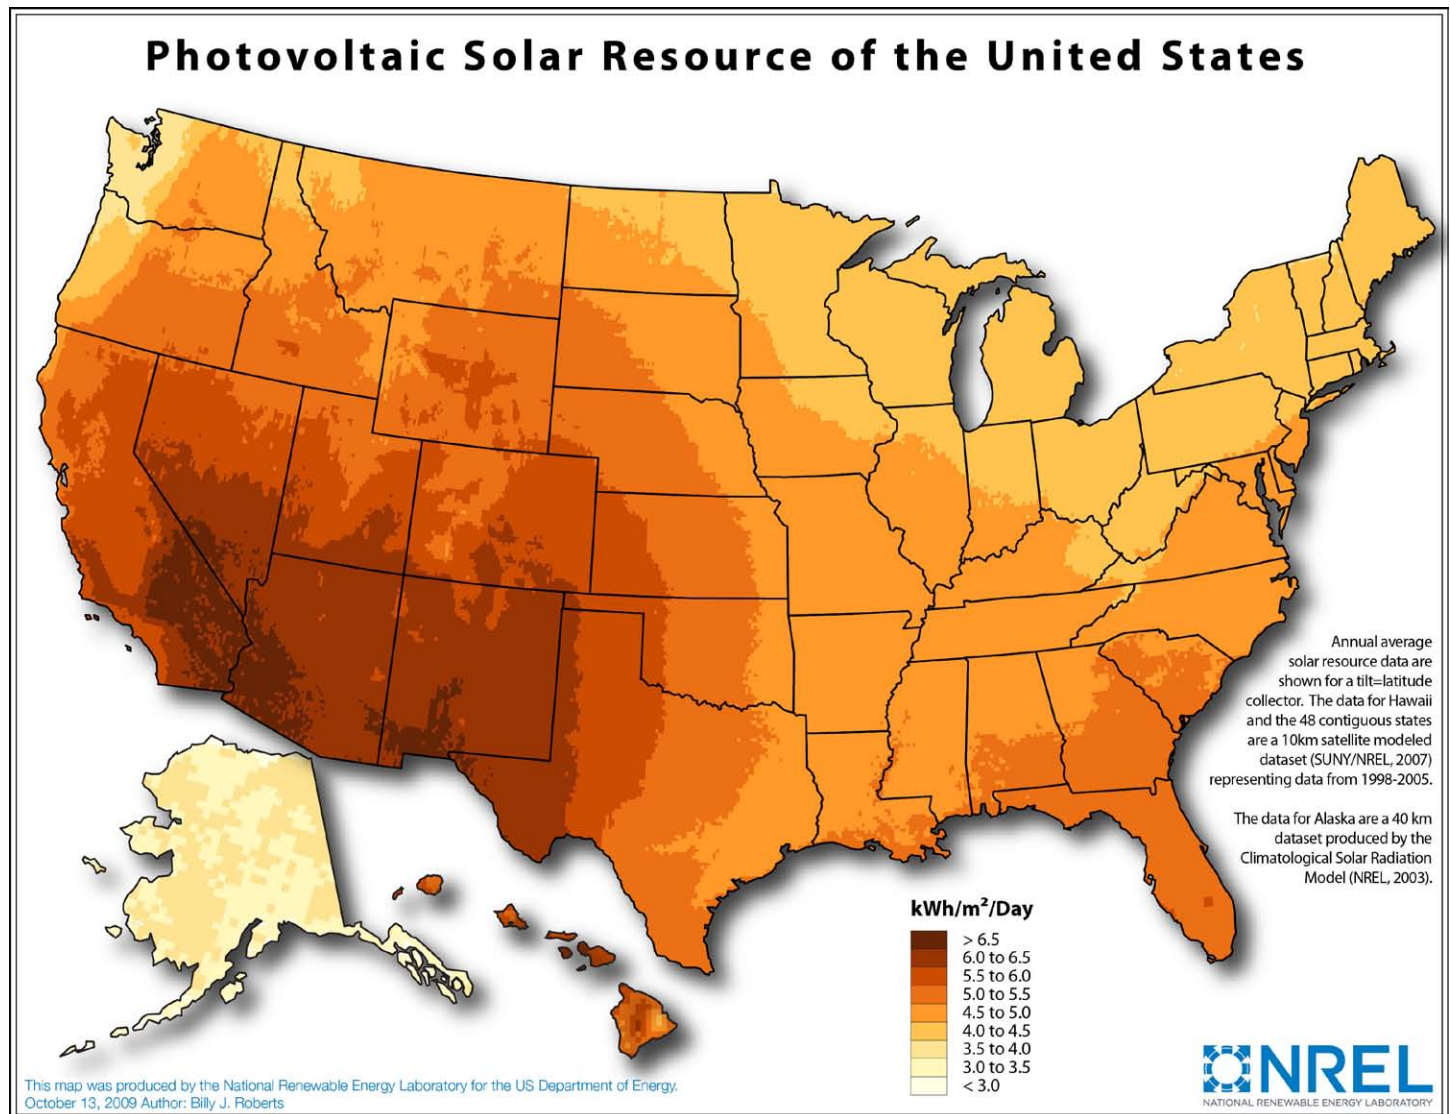 Photovoltaic Solar Resource of the United States
Annual average
solar resource data are
shown for a tilt=latitude
collector. The data for Hawaii
and the 48 contiguous states
are a 10km satellite modeled
dataset (SUNY/NREL, 2007)
representing data from 1998-2005.
The data for Alaska are a 40 km
dataset produced by the
Climatological Solar Radiation
Model (NREL, 2003).
kWh/m²/Day
> 6.5
6.0 to 6.5
5.5 to 6.0
5.0 to 5.5
4.5 to 5.0
4.0 to 4.5
3.5 to 4.0
3.0 to 3.5
< 3.0
This map was produced by the National Renewable Energy Laboratory for the US Department of Energy.
October 13, 2009 Author: Billy J. Roberts
NREL
NATIONAL RENEWABLE ENERGY LABORATORY